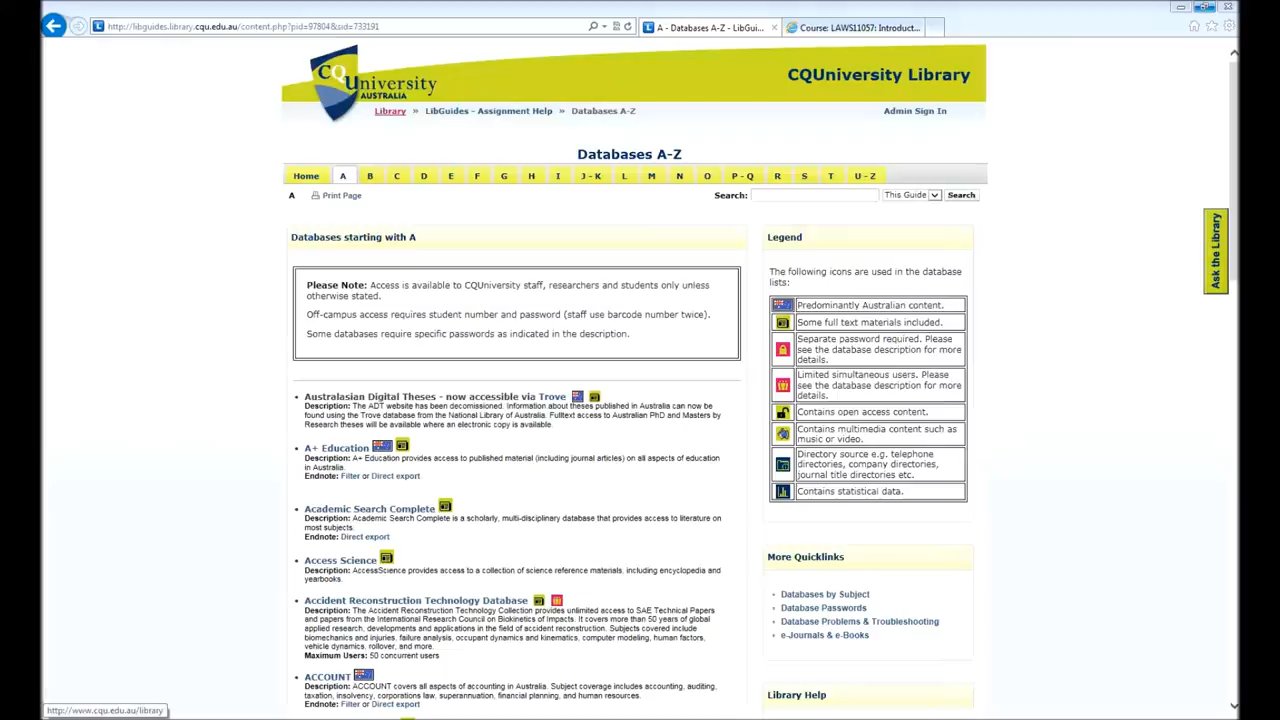 http://libguides.library.cqu.edu.au/content.php?pid=97804&sid=733191
A - Databases A-Z - LibGui...
Course: LAWS11057: Introduct...
CQUniversity
AUSTRALIA
CQUniversity Library
Library » LibGuides - Assignment Help » Databases A-Z
Admin Sign In
Databases A-Z
Home A B C D E F G H I J - K L M N O P - Q R S T U - Z
A Print Page
Search: This Guide Search
Ask the Library
Databases starting with A
Please Note: Access is available to CQUniversity staff, researchers and students only unless
otherwise stated.
Off-campus access requires student number and password (staff use barcode number twice).
Some databases require specific passwords as indicated in the description.
• Australasian Digital Theses - now accessible via Trove
Description: The ADT website has been decomissioned. Information about theses published in Australia can now be
found using the Trove database from the National Library of Australia. Fulltext access to Australian PhD and Masters by
Research theses will be available where an electronic copy is available.
• A+ Education
Description: A+ Education provides access to published material (including journal articles) on all aspects of education
in Australia.
Endnote: Filter or Direct export
• Academic Search Complete
Description: Academic Search Complete is a scholarly, multi-disciplinary database that provides access to literature on
most subjects.
Endnote: Direct export
• Access Science
Description: AccessScience provides access to a collection of science reference materials, including encyclopedia and
yearbooks.
• Accident Reconstruction Technology Database
Description: The Accident Reconstruction Technology Collection provides unlimited access to SAE Technical Papers
and papers from the International Research Council on Biokinetics of Impacts. It covers more than 50 years of global
applied research, developments and applications in the field of accident reconstruction. Subjects covered include
biomechanics and injuries, failure analysis, occupant dynamics and kinematics, computer modeling, human factors,
vehicle dynamics, rollover, and more.
Maximum Users: 50 concurrent users
• ACCOUNT
Description: ACCOUNT covers all aspects of accounting in Australia. Subject coverage includes accounting, auditing,
taxation, insolvency, corporations law, superannuation, financial planning, and human resources.
Endnote: Filter or Direct export
Legend
The following icons are used in the database
lists:
Predominantly Australian content.
Some full text materials included.
Separate password required. Please
see the database description for more
details.
Limited simultaneous users. Please
see the database description for more
details.
Contains open access content.
Contains multimedia content such as
music or video.
Directory source e.g. telephone
directories, company directories,
journal title directories etc.
Contains statistical data.
More Quicklinks
• Databases by Subject
• Database Passwords
• Database Problems & Troubleshooting
• e-Journals & e-Books
Library Help
http://www.cqu.edu.au/library